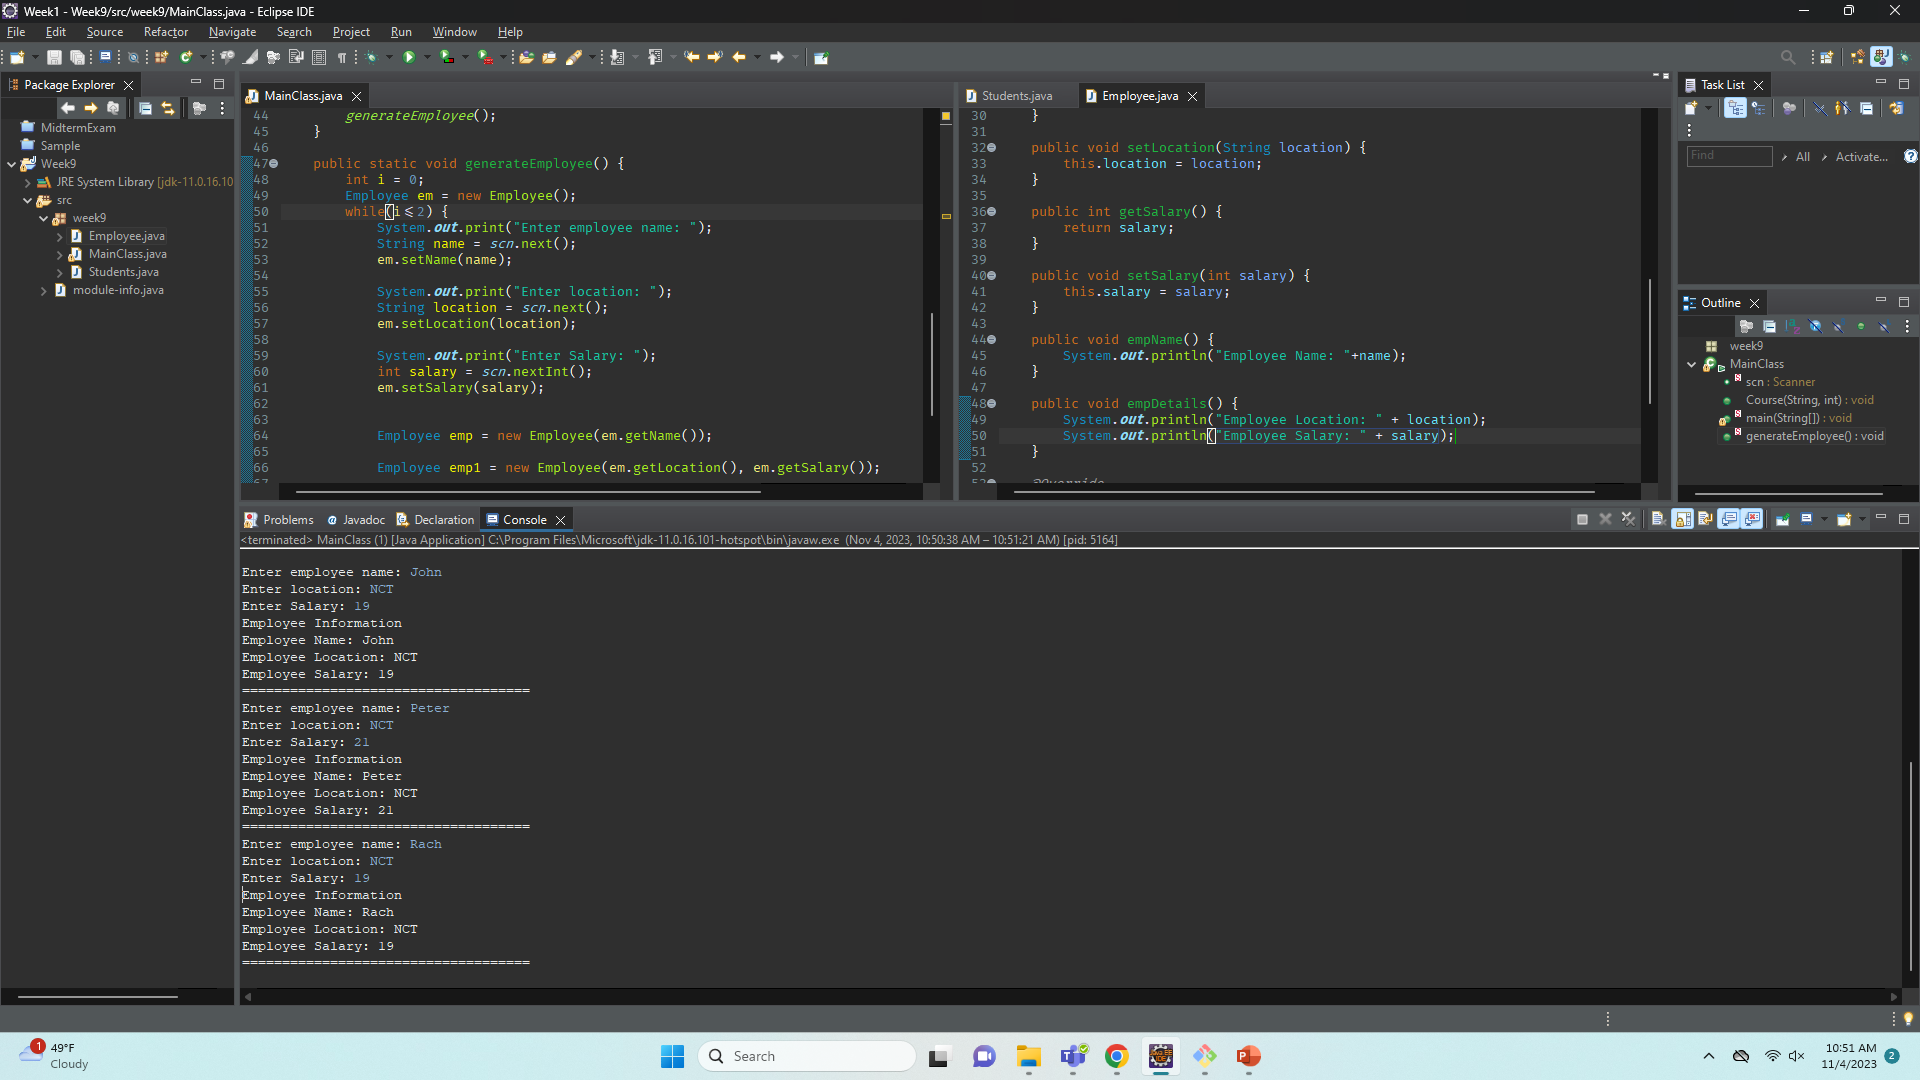 Week1 - Week9/src/week9/MainClass.java - Eclipse IDE
File Edit Source Refactor Navigate Search Project Run Window Help
Package Explorer
MidtermExam
Sample
Week9
JRE System Library [jdk-11.0.16.10
src
week9
Employee.java
MainClass.java
Students.java
module-info.java
MainClass.java
44 generateEmployee();
45 }
46
47 public static void generateEmployee() {
48 int i = 0;
49 Employee em = new Employee();
50 while(i<=2) {
51 System.out.print("Enter employee name: ");
52 String name = scn.next();
53 em.setName(name);
54
55 System.out.print("Enter location: ");
56 String location = scn.next();
57 em.setLocation(location);
58
59 System.out.print("Enter Salary: ");
60 int salary = scn.nextInt();
61 em.setSalary(salary);
62
63
64 Employee emp = new Employee(em.getName());
65
66 Employee emp1 = new Employee(em.getLocation(), em.getSalary());
67
Students.java Employee.java
30 }
31
32 public void setLocation(String location) {
33 this.location = location;
34 }
35
36 public int getSalary() {
37 return salary;
38 }
39
40 public void setSalary(int salary) {
41 this.salary = salary;
42 }
43
44 public void empName() {
45 System.out.println("Employee Name: "+name);
46 }
47
48 public void empDetails() {
49 System.out.println("Employee Location: " + location);
50 System.out.println("Employee Salary: " + salary);
51 }
52
53 @Override
Task List
Find All Activate...
Outline
week9
MainClass
scn : Scanner
Course(String, int) : void
main(String[]) : void
generateEmployee() : void
Problems Javadoc Declaration Console
<terminated> MainClass (1) [Java Application] C:\Program Files\Microsoft\jdk-11.0.16.101-hotspot\bin\javaw.exe (Nov 4, 2023, 10:50:38 AM – 10:51:21 AM) [pid: 5164]
Enter employee name: John
Enter location: NCT
Enter Salary: 19
Employee Information
Employee Name: John
Employee Location: NCT
Employee Salary: 19
====================================
Enter employee name: Peter
Enter location: NCT
Enter Salary: 21
Employee Information
Employee Name: Peter
Employee Location: NCT
Employee Salary: 21
====================================
Enter employee name: Rach
Enter location: NCT
Enter Salary: 19
Employee Information
Employee Name: Rach
Employee Location: NCT
Employee Salary: 19
====================================
1
49°F
Cloudy
Search
10:51 AM
11/4/2023
2